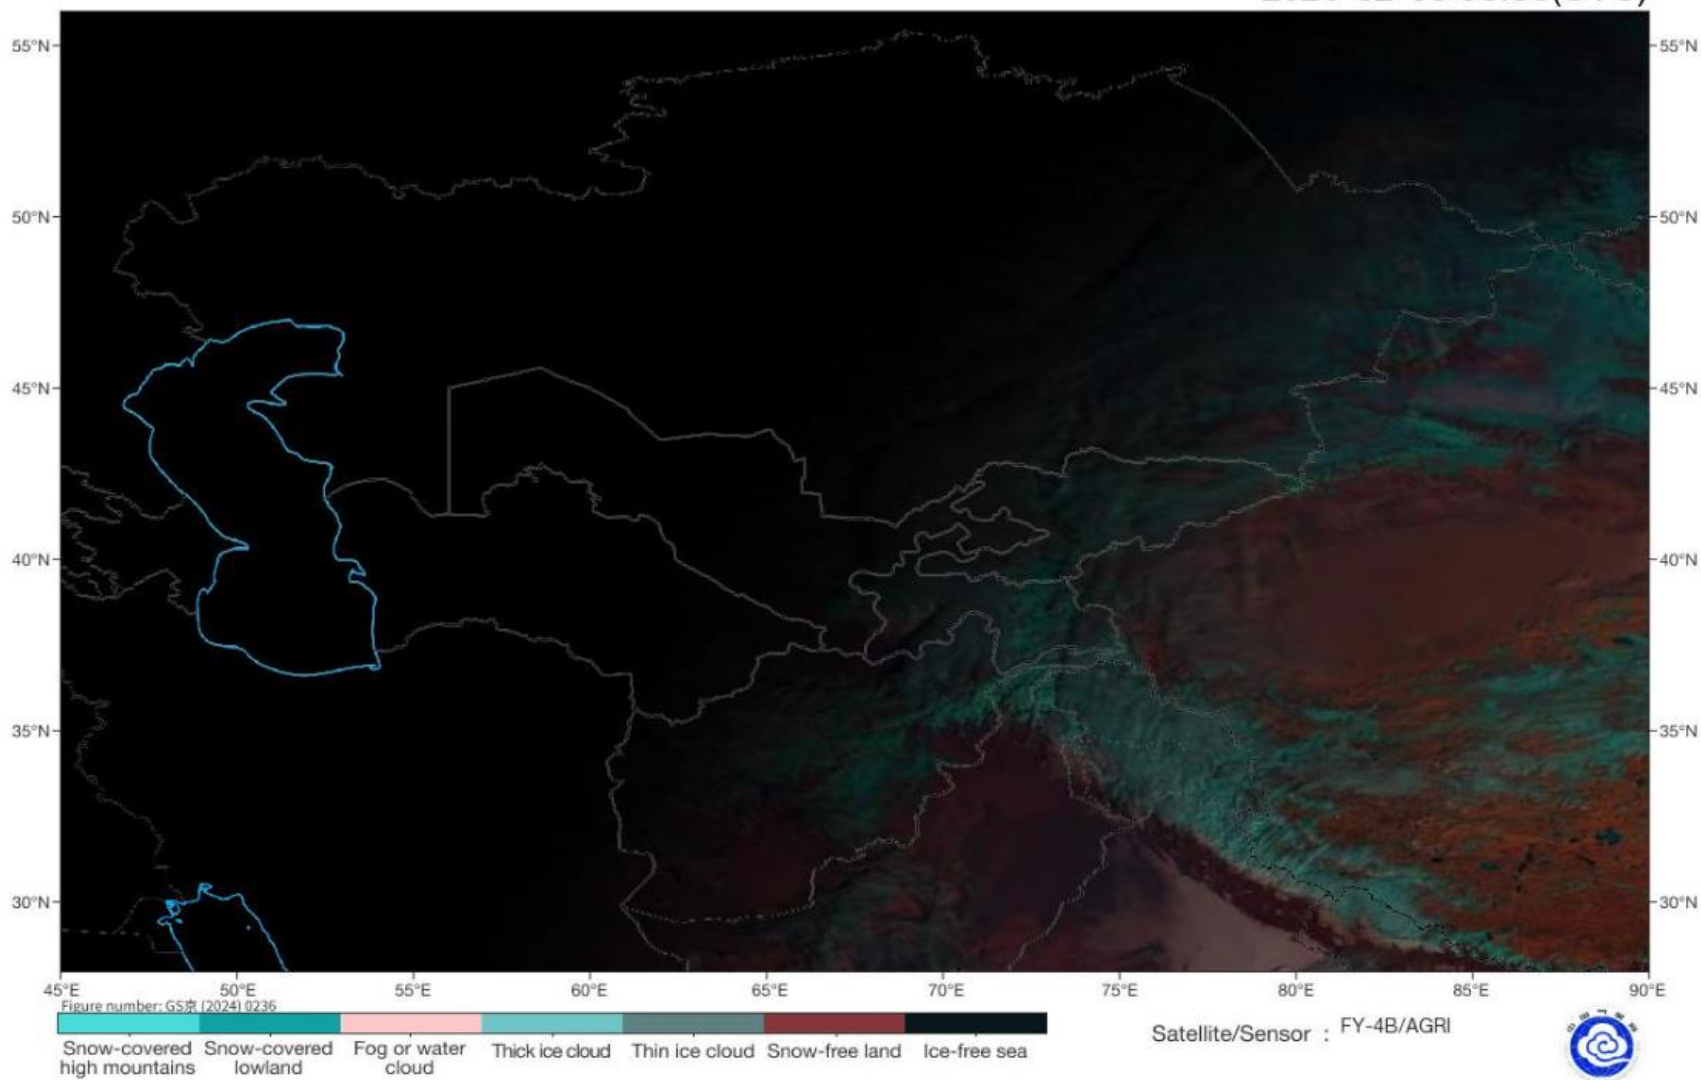 55°N
55°N
50°N
50°N
45°N
45°N
40°N
40°N
35°N
35°N
30°N
30°N
45°E
50°E
55°E
60°E
65°E
70°E
75°E
80°E
85°E
90°E
Figure number: GS京 (2024) 0236
Snow-covered
high mountains
Snow-covered
lowland
Fog or water
cloud
Thick ice cloud
Thin ice cloud
Snow-free land
Ice-free sea
Satellite/Sensor : FY-4B/AGRI